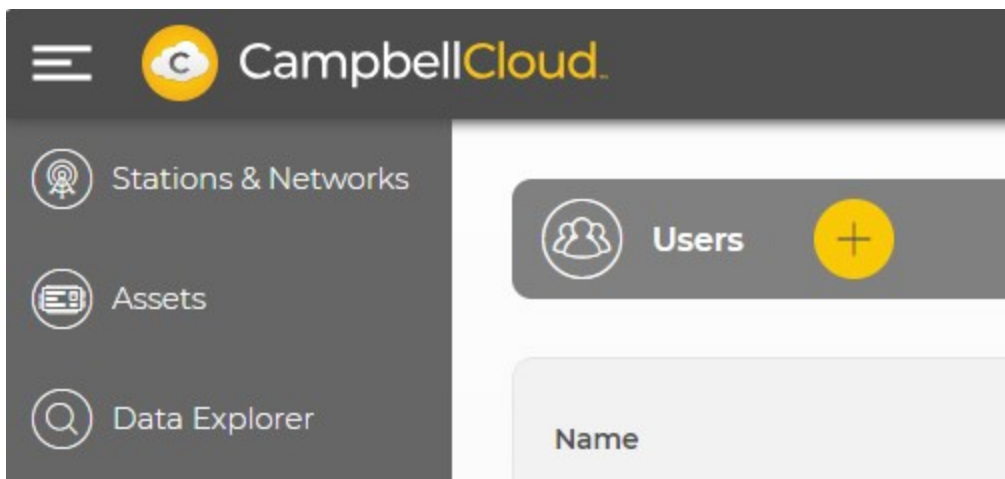 CampbellCloud
Stations & Networks
Assets
Data Explorer
Users
Name